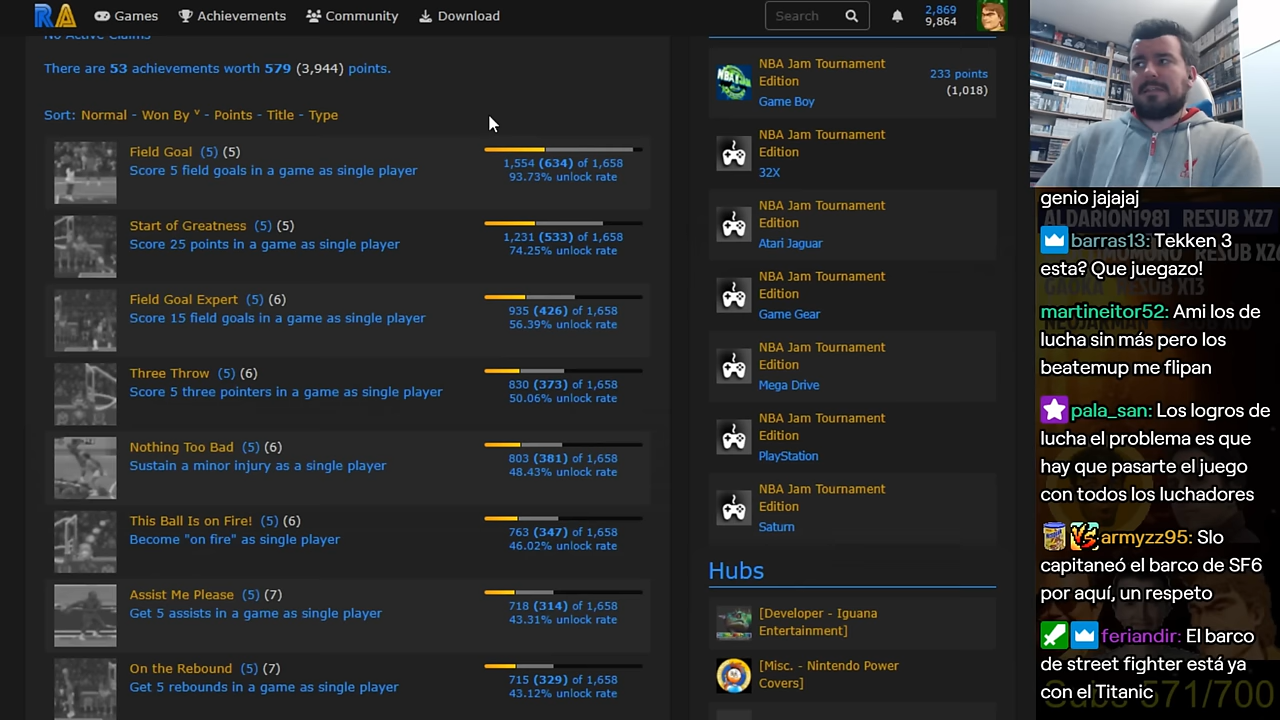 RA
Games
Achievements
Community
Download
Search
2,869
9,864
No Active Claims
There are 53 achievements worth 579 (3,944) points.
Sort: Normal - Won By ˅ - Points - Title - Type
Field Goal (5) (5)
Score 5 field goals in a game as single player
1,554 (634) of 1,658
93.73% unlock rate
Start of Greatness (5) (5)
Score 25 points in a game as single player
1,231 (533) of 1,658
74.25% unlock rate
Field Goal Expert (5) (6)
Score 15 field goals in a game as single player
935 (426) of 1,658
56.39% unlock rate
Three Throw (5) (6)
Score 5 three pointers in a game as single player
830 (373) of 1,658
50.06% unlock rate
Nothing Too Bad (5) (6)
Sustain a minor injury as a single player
803 (381) of 1,658
48.43% unlock rate
This Ball Is on Fire! (5) (6)
Become "on fire" as single player
763 (347) of 1,658
46.02% unlock rate
Assist Me Please (5) (7)
Get 5 assists in a game as single player
718 (314) of 1,658
43.31% unlock rate
On the Rebound (5) (7)
Get 5 rebounds in a game as single player
715 (329) of 1,658
43.12% unlock rate
NBA Jam Tournament
Edition
Game Boy
233 points
(1,018)
NBA Jam Tournament
Edition
32X
NBA Jam Tournament
Edition
Atari Jaguar
NBA Jam Tournament
Edition
Game Gear
NBA Jam Tournament
Edition
Mega Drive
NBA Jam Tournament
Edition
PlayStation
NBA Jam Tournament
Edition
Saturn
Hubs
[Developer - Iguana
Entertainment]
[Misc. - Nintendo Power
Covers]
genio jajajaj
ALDARION1981 RESUB X27
barras13: Tekken 3
esta? Que juegazo!
RESUB X13
martineitor52: Ami los de
lucha sin más pero los
beatemup me flipan
pala_san: Los logros de
lucha el problema es que
hay que pasarte el juego
con todos los luchadores
armyzz95: Slo
capitaneó el barco de SF6
por aquí, un respeto
feriandir: El barco
de street fighter está ya
con el Titanic
Subs 571/700